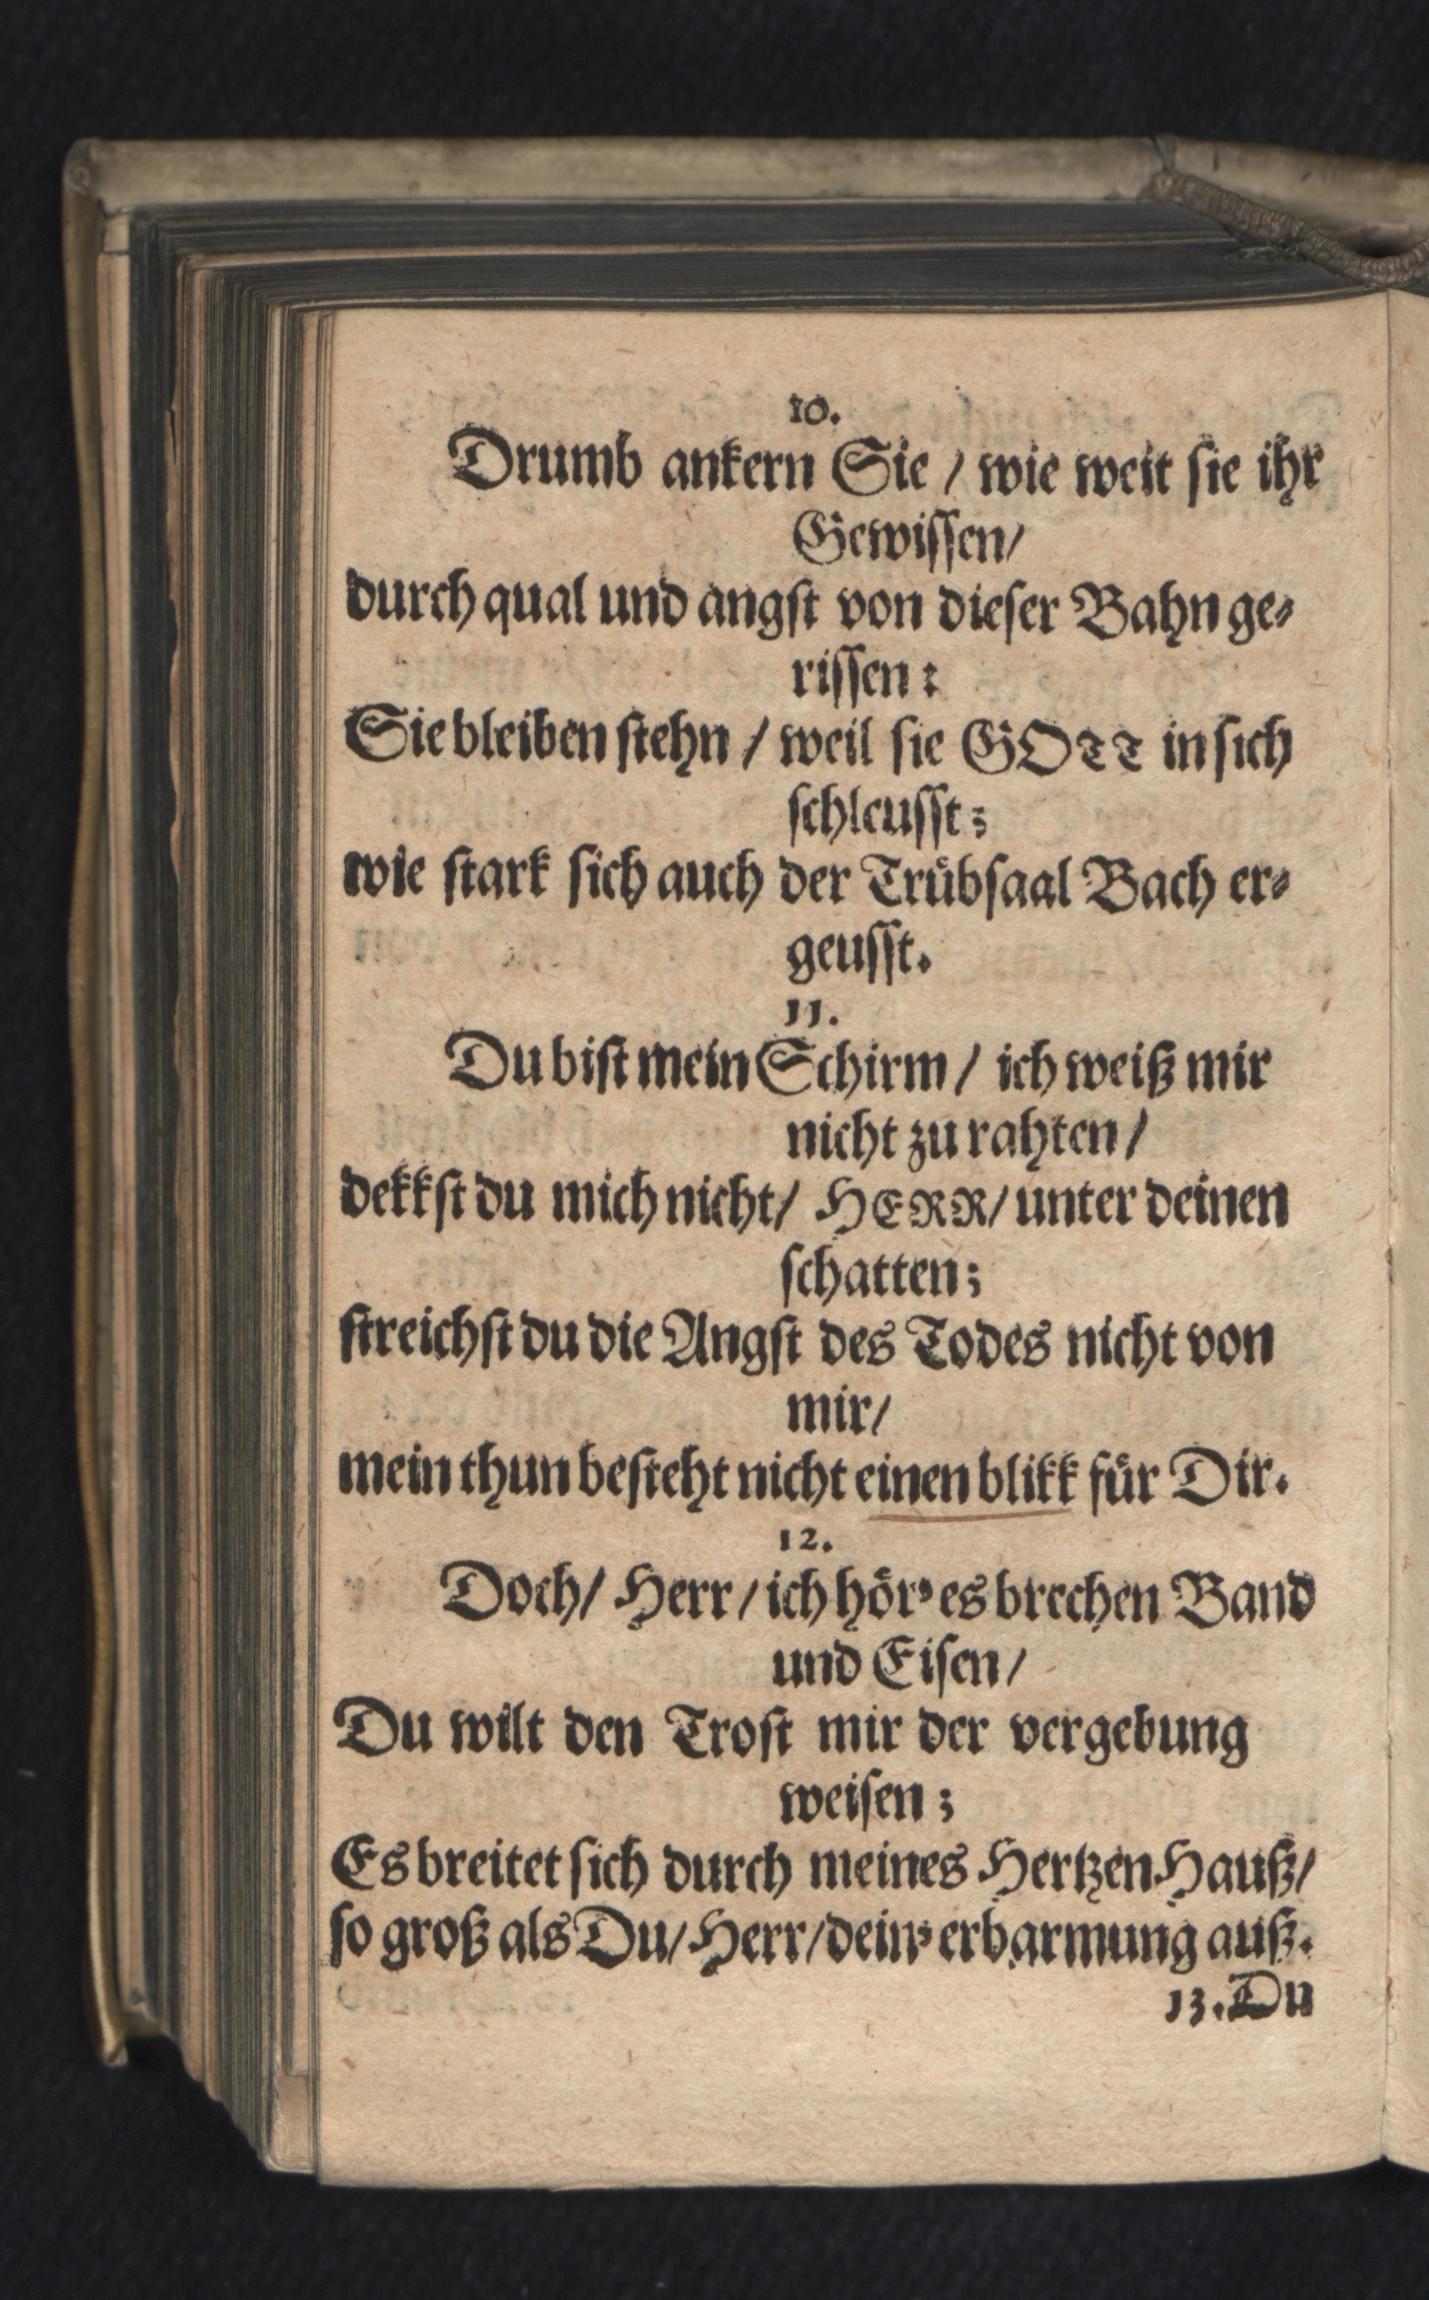 10.
Drumb ankern Sie / wie weit sie ihr
Gewissen/
durch qual und angst von dieser Bahn ge⸗
rissen:
Sie bleiben stehn / weil sie GOTT in sich
schleusst;
wie stark sich auch der Trübsaal Bach er⸗
geusst.
11.
Du bist mein Schirm / ich weiß mir
nicht zu rahten /
dekkst du mich nicht/ HERR/ unter deinen
schatten;
streichst du die Angst des Todes nicht von
mir/
mein thun besteht nicht einen blikk für Dir.
12.
Doch/ Herr/ ich hör' es brechen Band
und Eisen/
Du wilt den Trost mir der vergebung
weisen;
Es breitet sich durch meines Hertzen Hauß/
so groß als Du/ Herr/ dein' erbarmung auß.
13. Du